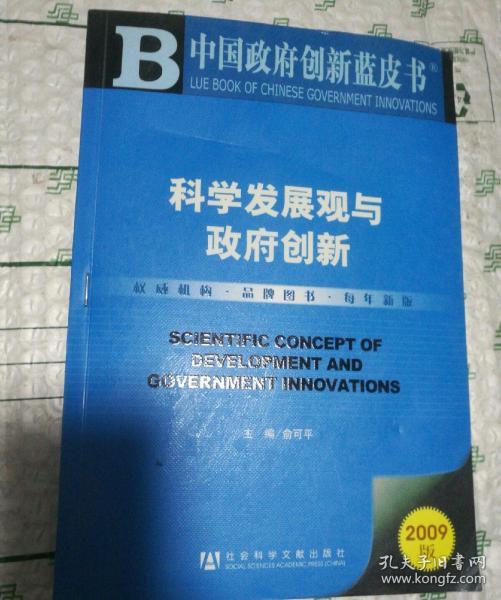 B 中国政府创新蓝皮书®
LUE BOOK OF CHINESE GOVERNMENT INNOVATIONS
科学发展观与
政府创新
权威机构·品牌图书·每年新版
SCIENTIFIC CONCEPT OF
DEVELOPMENT AND
GOVERNMENT INNOVATIONS
主 编/俞可平
2009
版
社会科学文献出版社
SOCIAL SCIENCES ACADEMIC PRESS (CHINA)
孔夫子旧书网
www.kongfz.com